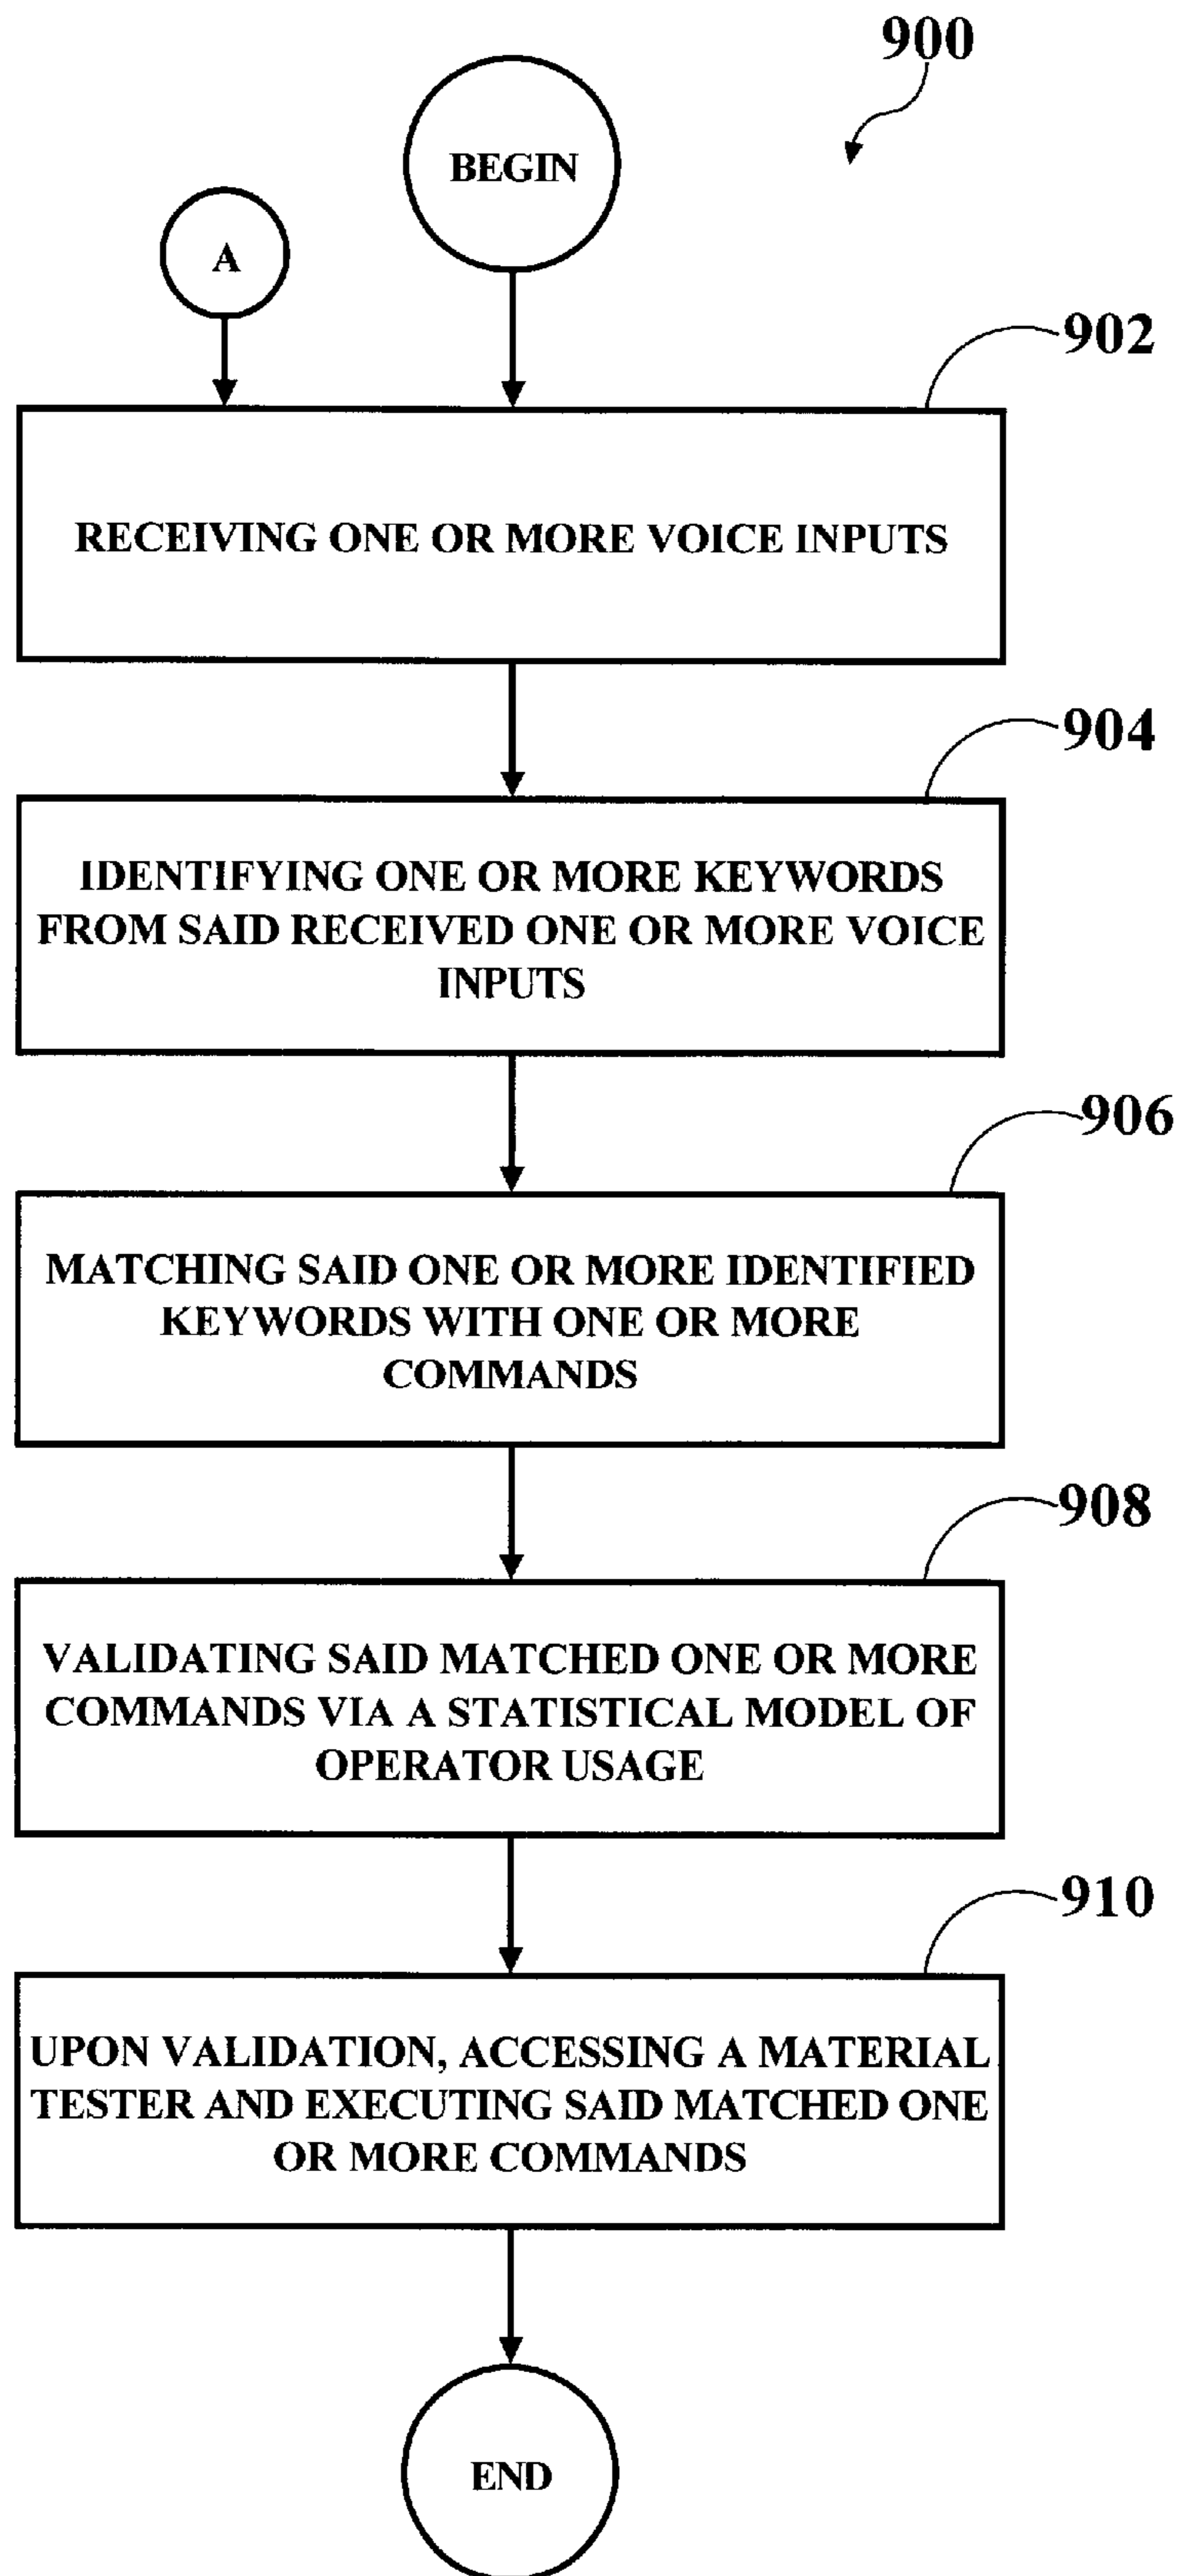 900
BEGIN
A
902
RECEIVING ONE OR MORE VOICE INPUTS
904
IDENTIFYING ONE OR MORE KEYWORDS
FROM SAID RECEIVED ONE OR MORE VOICE
INPUTS
906
MATCHING SAID ONE OR MORE IDENTIFIED
KEYWORDS WITH ONE OR MORE
COMMANDS
908
VALIDATING SAID MATCHED ONE OR MORE
COMMANDS VIA A STATISTICAL MODEL OF
OPERATOR USAGE
910
UPON VALIDATION, ACCESSING A MATERIAL
TESTER AND EXECUTING SAID MATCHED ONE
OR MORE COMMANDS
END